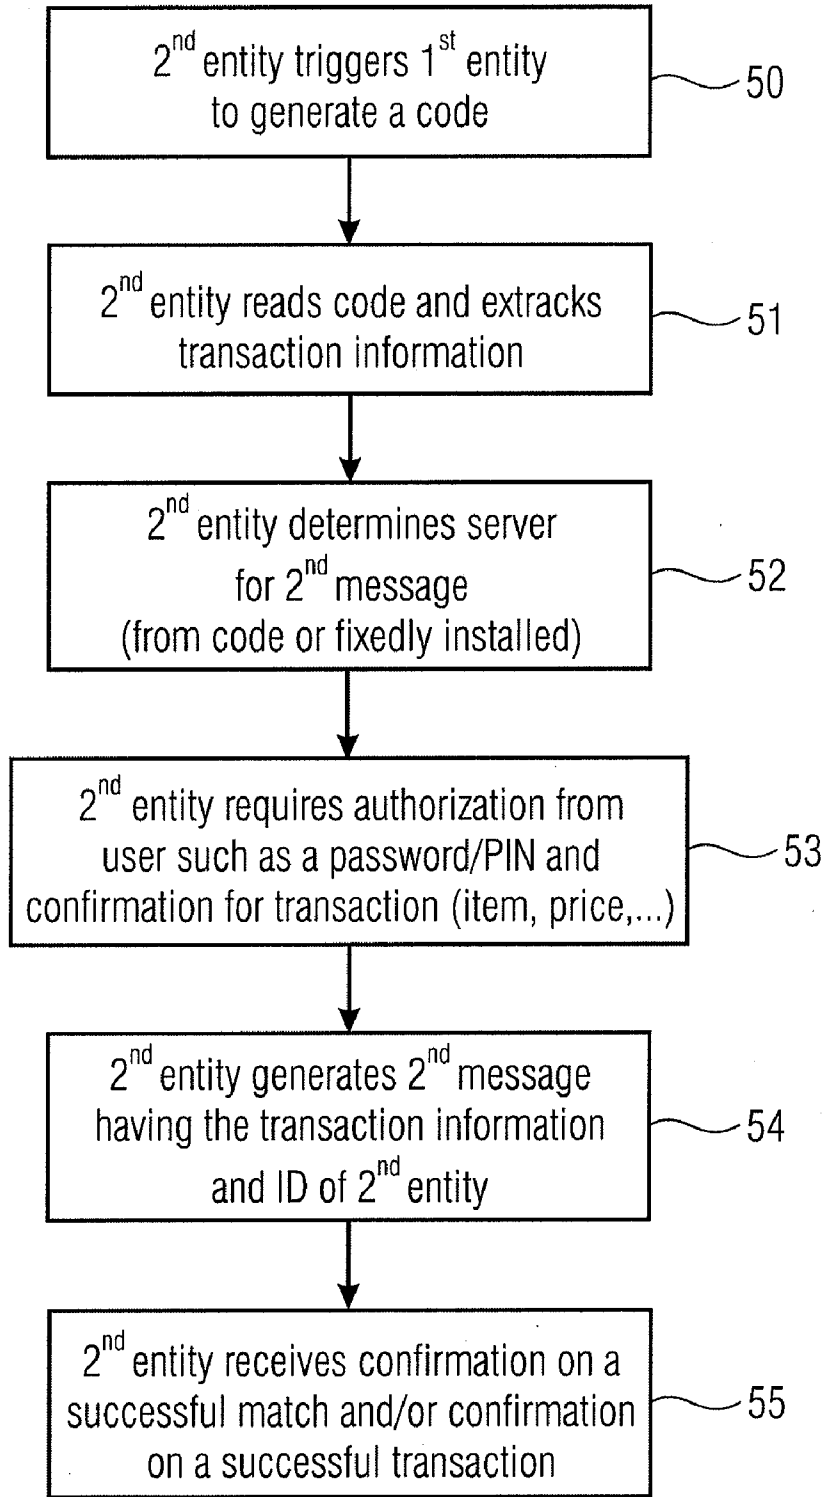 2nd entity triggers 1st entity
to generate a code
50
2nd entity reads code and extracks
transaction information
51
2nd entity determines server
for 2nd message
(from code or fixedly installed)
52
2nd entity requires authorization from
user such as a password/PIN and
confirmation for transaction (item, price,...)
53
2nd entity generates 2nd message
having the transaction information
and ID of 2nd entity
54
2nd entity receives confirmation on a
successful match and/or confirmation
on a successful transaction
55